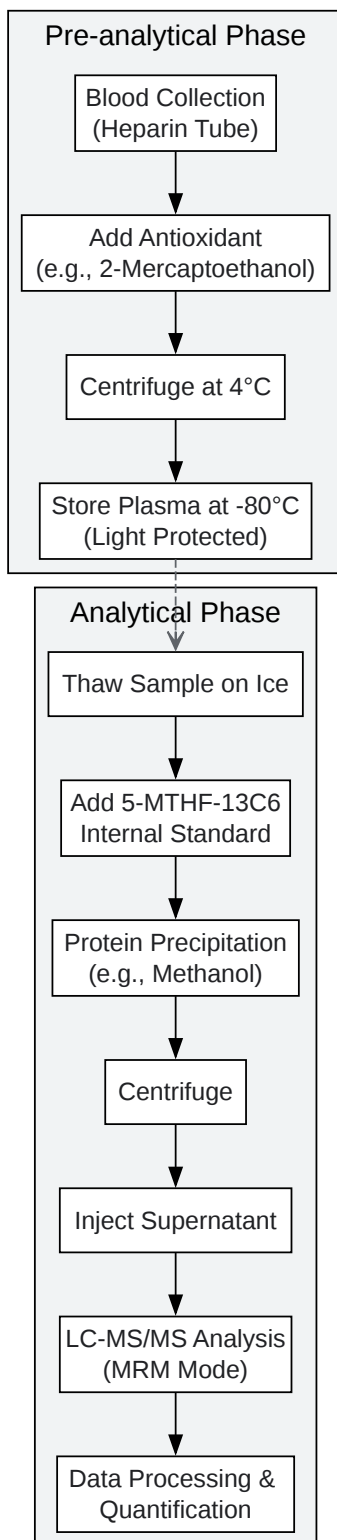 Pre-analytical Phase
Blood Collection
(Heparin Tube)
Add Antioxidant
(e.g., 2-Mercaptoethanol)
Centrifuge at 4°C
Store Plasma at -80°C
(Light Protected)
Analytical Phase
Thaw Sample on Ice
Add 5-MTHF-13C6
Internal Standard
Protein Precipitation
(e.g., Methanol)
Centrifuge
Inject Supernatant
LC-MS/MS Analysis
(MRM Mode)
Data Processing &
Quantification